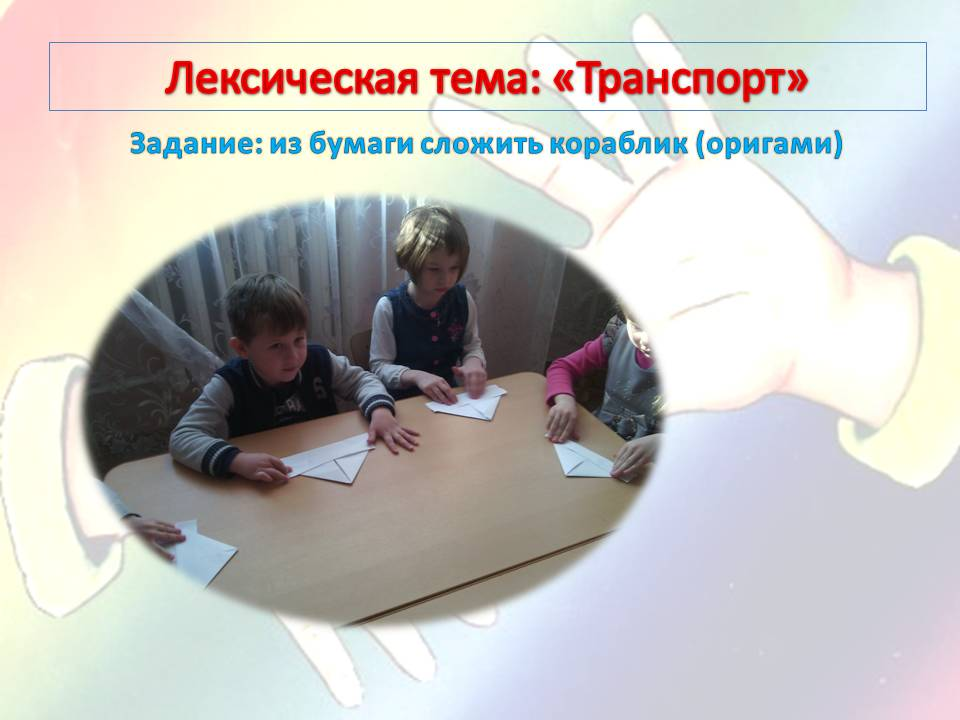 Лексическая тема: «Транспорт»
Задание: из бумаги сложить кораблик (оригами)